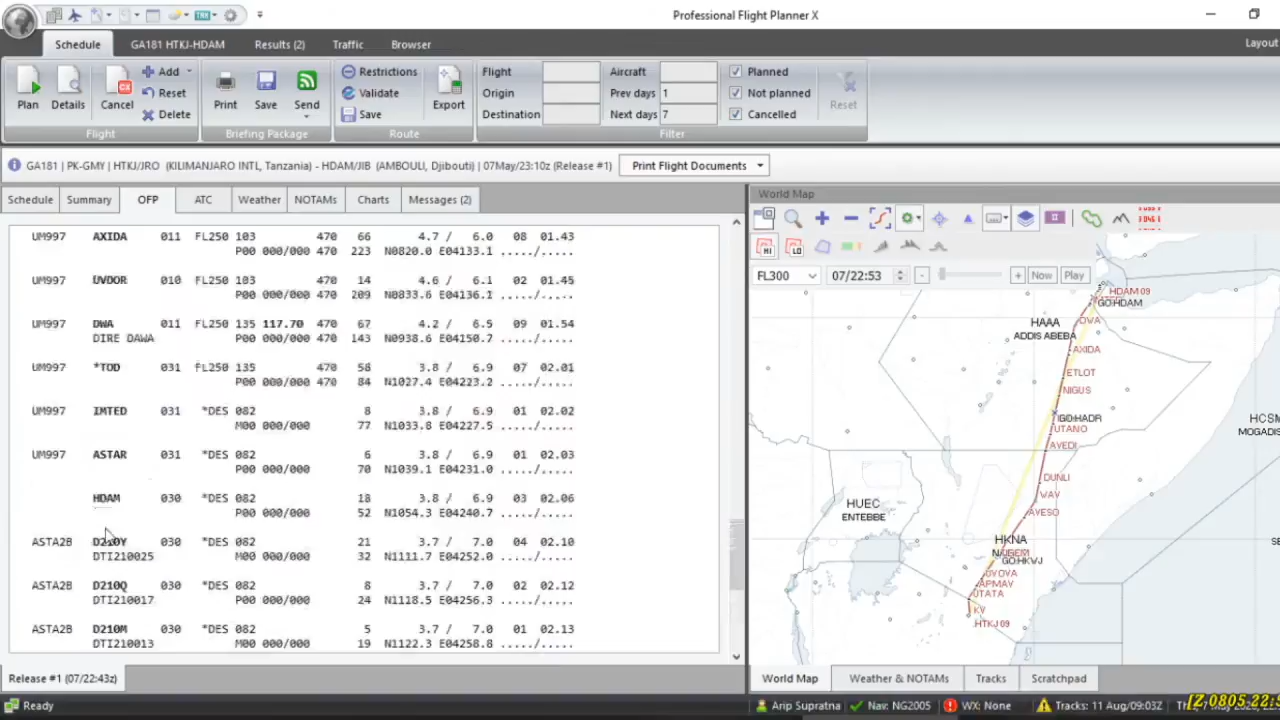 Professional Flight Planner X
Schedule GA181 HTKJ-HDAM Results (2) Traffic Browser Layout
Plan Details Cancel Add Reset Delete
Print Save Send
Restrictions Validate Save Export
Flight Origin Destination
Aircraft Prev days 1 Next days 7
Planned Not planned Cancelled Reset
Flight Briefing Package Route Filter
GA181 | PK-GMY | HTKJ/JRO (KILIMANJARO INTL, Tanzania) - HDAM/JIB (AMBOULI, Djibouti) | 07May/23:10z (Release #1) Print Flight Documents
Schedule Summary OFP ATC Weather NOTAMs Charts Messages (2)
UM997 AXIDA 011 FL250 103 470 66 4.7 / 6.0 08 01.43
P00 000/000 470 223 N0820.0 E04133.1 ...../.....
UM997 UVDOR 010 FL250 103 470 14 4.6 / 6.1 02 01.45
P00 000/000 470 209 N0833.6 E04136.1 ...../.....
UM997 DWA 011 FL250 135 117.70 470 67 4.2 / 6.5 09 01.54
DIRE DAWA P00 000/000 470 143 N0938.6 E04150.7 ...../.....
UM997 *TOD 031 FL250 135 470 58 3.8 / 6.9 07 02.01
P00 000/000 470 84 N1027.4 E04223.2 ...../.....
UM997 IMTED 031 *DES 082 8 3.8 / 6.9 01 02.02
M00 000/000 77 N1033.8 E04227.5 ...../.....
UM997 ASTAR 031 *DES 082 6 3.8 / 6.9 01 02.03
P00 000/000 70 N1039.1 E04231.0 ...../.....
HDAM 030 *DES 082 18 3.8 / 6.9 03 02.06
P00 000/000 52 N1054.3 E04240.7 ...../.....
ASTA2B D210Y 030 *DES 082 21 3.7 / 7.0 04 02.10
DTI210025 M00 000/000 32 N1111.7 E04252.0 ...../.....
ASTA2B D210Q 030 *DES 082 8 3.7 / 7.0 02 02.12
DTI210017 P00 000/000 24 N1118.5 E04256.3 ...../.....
ASTA2B D210M 030 *DES 082 5 3.7 / 7.0 01 02.13
DTI210013 M00 000/000 19 N1122.3 E04258.8 ...../.....
Release #1 (07/22:43z)
Ready
World Map
HI LO
FL300 07/22:53 - + Now Play
HDAM 09
GO:HDAM
HAAA
ADDIS ABEBA
DWA
AXIDA
ETLOT
NIGUS
GO:HADR
UTANO
AVEDI
HCSM
MOGADIS
DUNLI
WAV
AYESO
HUEC
ENTEBBE
HKNA
GO:HKWJ
UTATA
KV
HTKJ 09
World Map Weather & NOTAMs Tracks Scratchpad
Arip Supratna Nav: NG2005 WX: None Tracks: 11 Aug/09:03Z